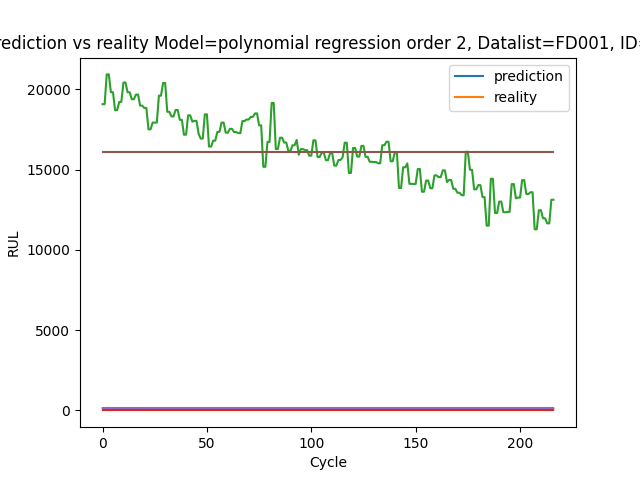 rediction vs reality Model=polynomial regression order 2, Datalist=FD001, ID=
prediction
reality
20000
15000
10000
5000
0
RUL
0 50 100 150 200
Cycle